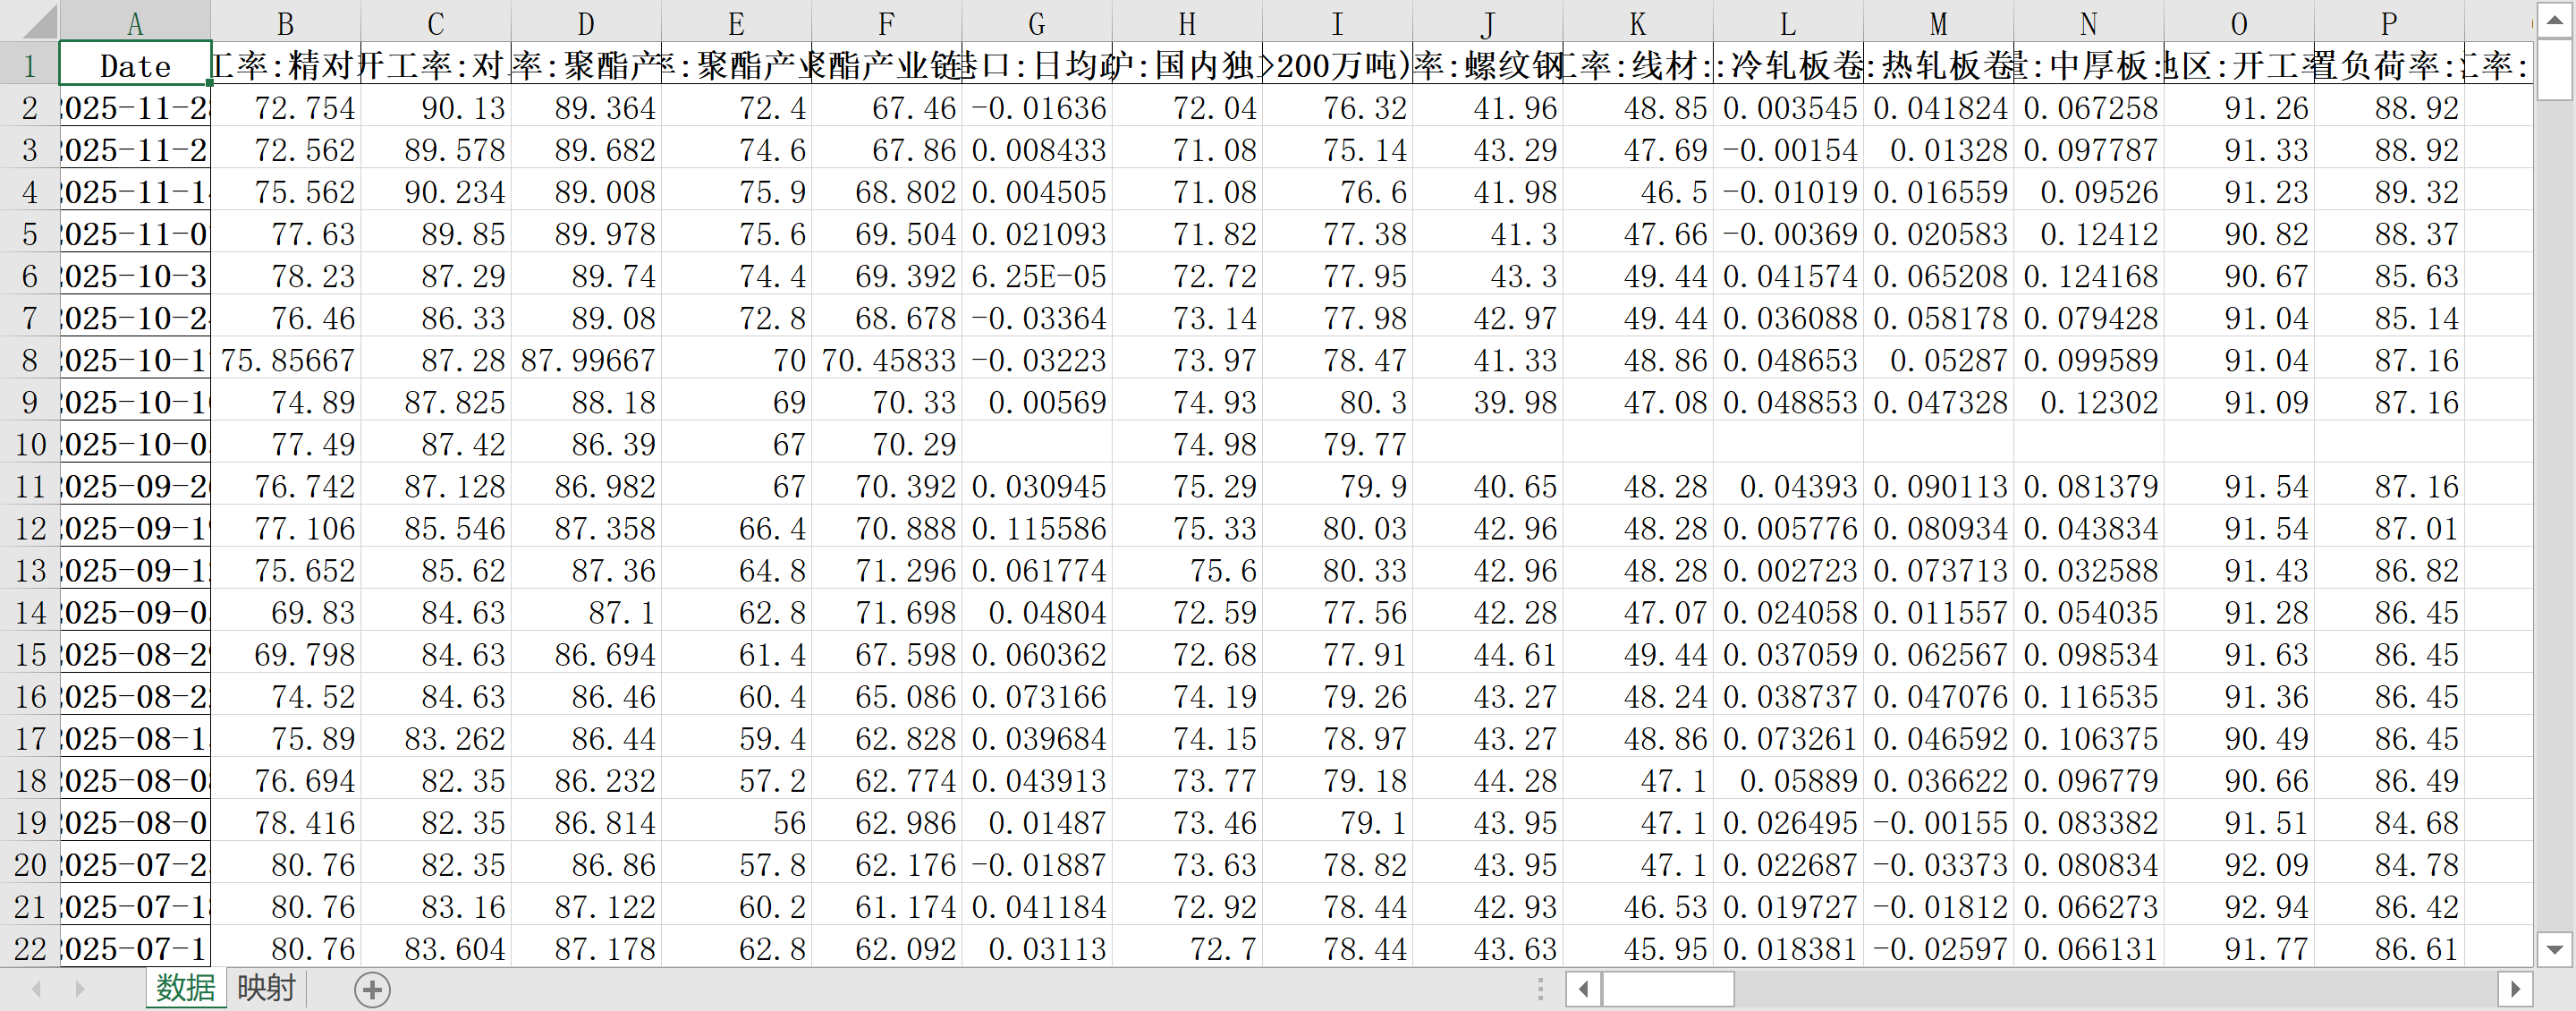 A B C D E F G H I J K L M N O P
1 Date 工率:精对 开工率:对 率:聚酯产 :聚酯产 聚酯产业链 港口:日均 炉:国内独 >200万吨) 率:螺纹钢 工率:线材: :冷轧板卷 :热轧板卷 :中厚板: 地区:开工率 置负荷率: 工率:
2 2025-11-28 72.754 90.13 89.364 72.4 67.46 -0.01636 72.04 76.32 41.96 48.85 0.003545 0.041824 0.067258 91.26 88.92
3 2025-11-2 72.562 89.578 89.682 74.6 67.86 0.008433 71.08 75.14 43.29 47.69 -0.00154 0.01328 0.097787 91.33 88.92
4 2025-11-14 75.562 90.234 89.008 75.9 68.802 0.004505 71.08 76.6 41.98 46.5 -0.01019 0.016559 0.09526 91.23 89.32
5 2025-11-0 77.63 89.85 89.978 75.6 69.504 0.021093 71.82 77.38 41.3 47.66 -0.00369 0.020583 0.12412 90.82 88.37
6 2025-10-3 78.23 87.29 89.74 74.4 69.392 6.25E-05 72.72 77.95 43.3 49.44 0.041574 0.065208 0.124168 90.67 85.63
7 2025-10-24 76.46 86.33 89.08 72.8 68.678 -0.03364 73.14 77.98 42.97 49.44 0.036088 0.058178 0.079428 91.04 85.14
8 2025-10-1 75.85667 87.28 87.99667 70 70.45833 -0.03223 73.97 78.47 41.33 48.86 0.048653 0.05287 0.099589 91.04 87.16
9 2025-10-10 74.89 87.825 88.18 69 70.33 0.00569 74.93 80.3 39.98 47.08 0.048853 0.047328 0.12302 91.09 87.16
10 2025-10-0 77.49 87.42 86.39 67 70.29 74.98 79.77
11 2025-09-26 76.742 87.128 86.982 67 70.392 0.030945 75.29 79.9 40.65 48.28 0.04393 0.090113 0.081379 91.54 87.16
12 2025-09-19 77.106 85.546 87.358 66.4 70.888 0.115586 75.33 80.03 42.96 48.28 0.005776 0.080934 0.043834 91.54 87.01
13 2025-09-12 75.652 85.62 87.36 64.8 71.296 0.061774 75.6 80.33 42.96 48.28 0.002723 0.073713 0.032588 91.43 86.82
14 2025-09-0 69.83 84.63 87.1 62.8 71.698 0.04804 72.59 77.56 42.28 47.07 0.024058 0.011557 0.054035 91.28 86.45
15 2025-08-29 69.798 84.63 86.694 61.4 67.598 0.060362 72.68 77.91 44.61 49.44 0.037059 0.062567 0.098534 91.63 86.45
16 2025-08-22 74.52 84.63 86.46 60.4 65.086 0.073166 74.19 79.26 43.27 48.24 0.038737 0.047076 0.116535 91.36 86.45
17 2025-08-1 75.89 83.262 86.44 59.4 62.828 0.039684 74.15 78.97 43.27 48.86 0.073261 0.046592 0.106375 90.49 86.45
18 2025-08-08 76.694 82.35 86.232 57.2 62.774 0.043913 73.77 79.18 44.28 47.1 0.05889 0.036622 0.096779 90.66 86.49
19 2025-08-0 78.416 82.35 86.814 56 62.986 0.01487 73.46 79.1 43.95 47.1 0.026495 -0.00155 0.083382 91.51 84.68
20 2025-07-2 80.76 82.35 86.86 57.8 62.176 -0.01887 73.63 78.82 43.95 47.1 0.022687 -0.03373 0.080834 92.09 84.78
21 2025-07-18 80.76 83.16 87.122 60.2 61.174 0.041184 72.92 78.44 42.93 46.53 0.019727 -0.01812 0.066273 92.94 86.42
22 2025-07-1 80.76 83.604 87.178 62.8 62.092 0.03113 72.7 78.44 43.63 45.95 0.018381 -0.02597 0.066131 91.77 86.61
数据 映射